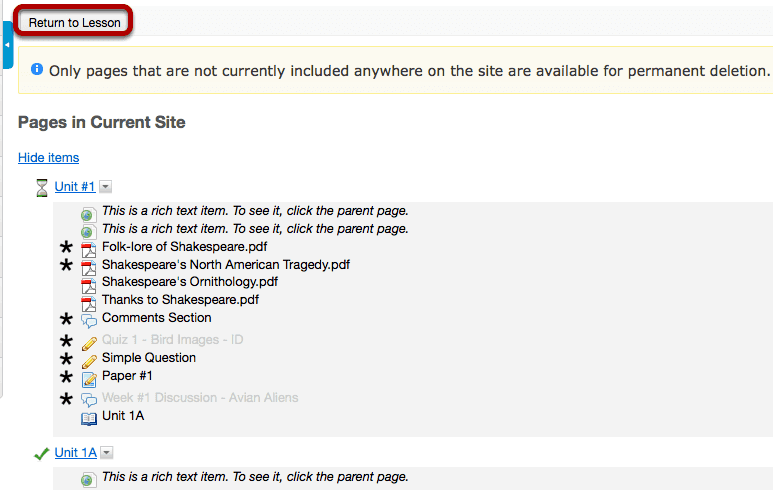 Return to Lesson
Only pages that are not currently included anywhere on the site are available for permanent deletion.
Pages in Current Site
Hide items
Unit #1
This is a rich text item. To see it, click the parent page.
This is a rich text item. To see it, click the parent page.
* Folk-lore of Shakespeare.pdf
* Shakespeare's North American Tragedy.pdf
Shakespeare's Ornithology.pdf
Thanks to Shakespeare.pdf
* Comments Section
* Quiz 1 - Bird Images - ID
* Simple Question
* Paper #1
* Week #1 Discussion - Avian Aliens
Unit 1A
Unit 1A
This is a rich text item. To see it, click the parent page.